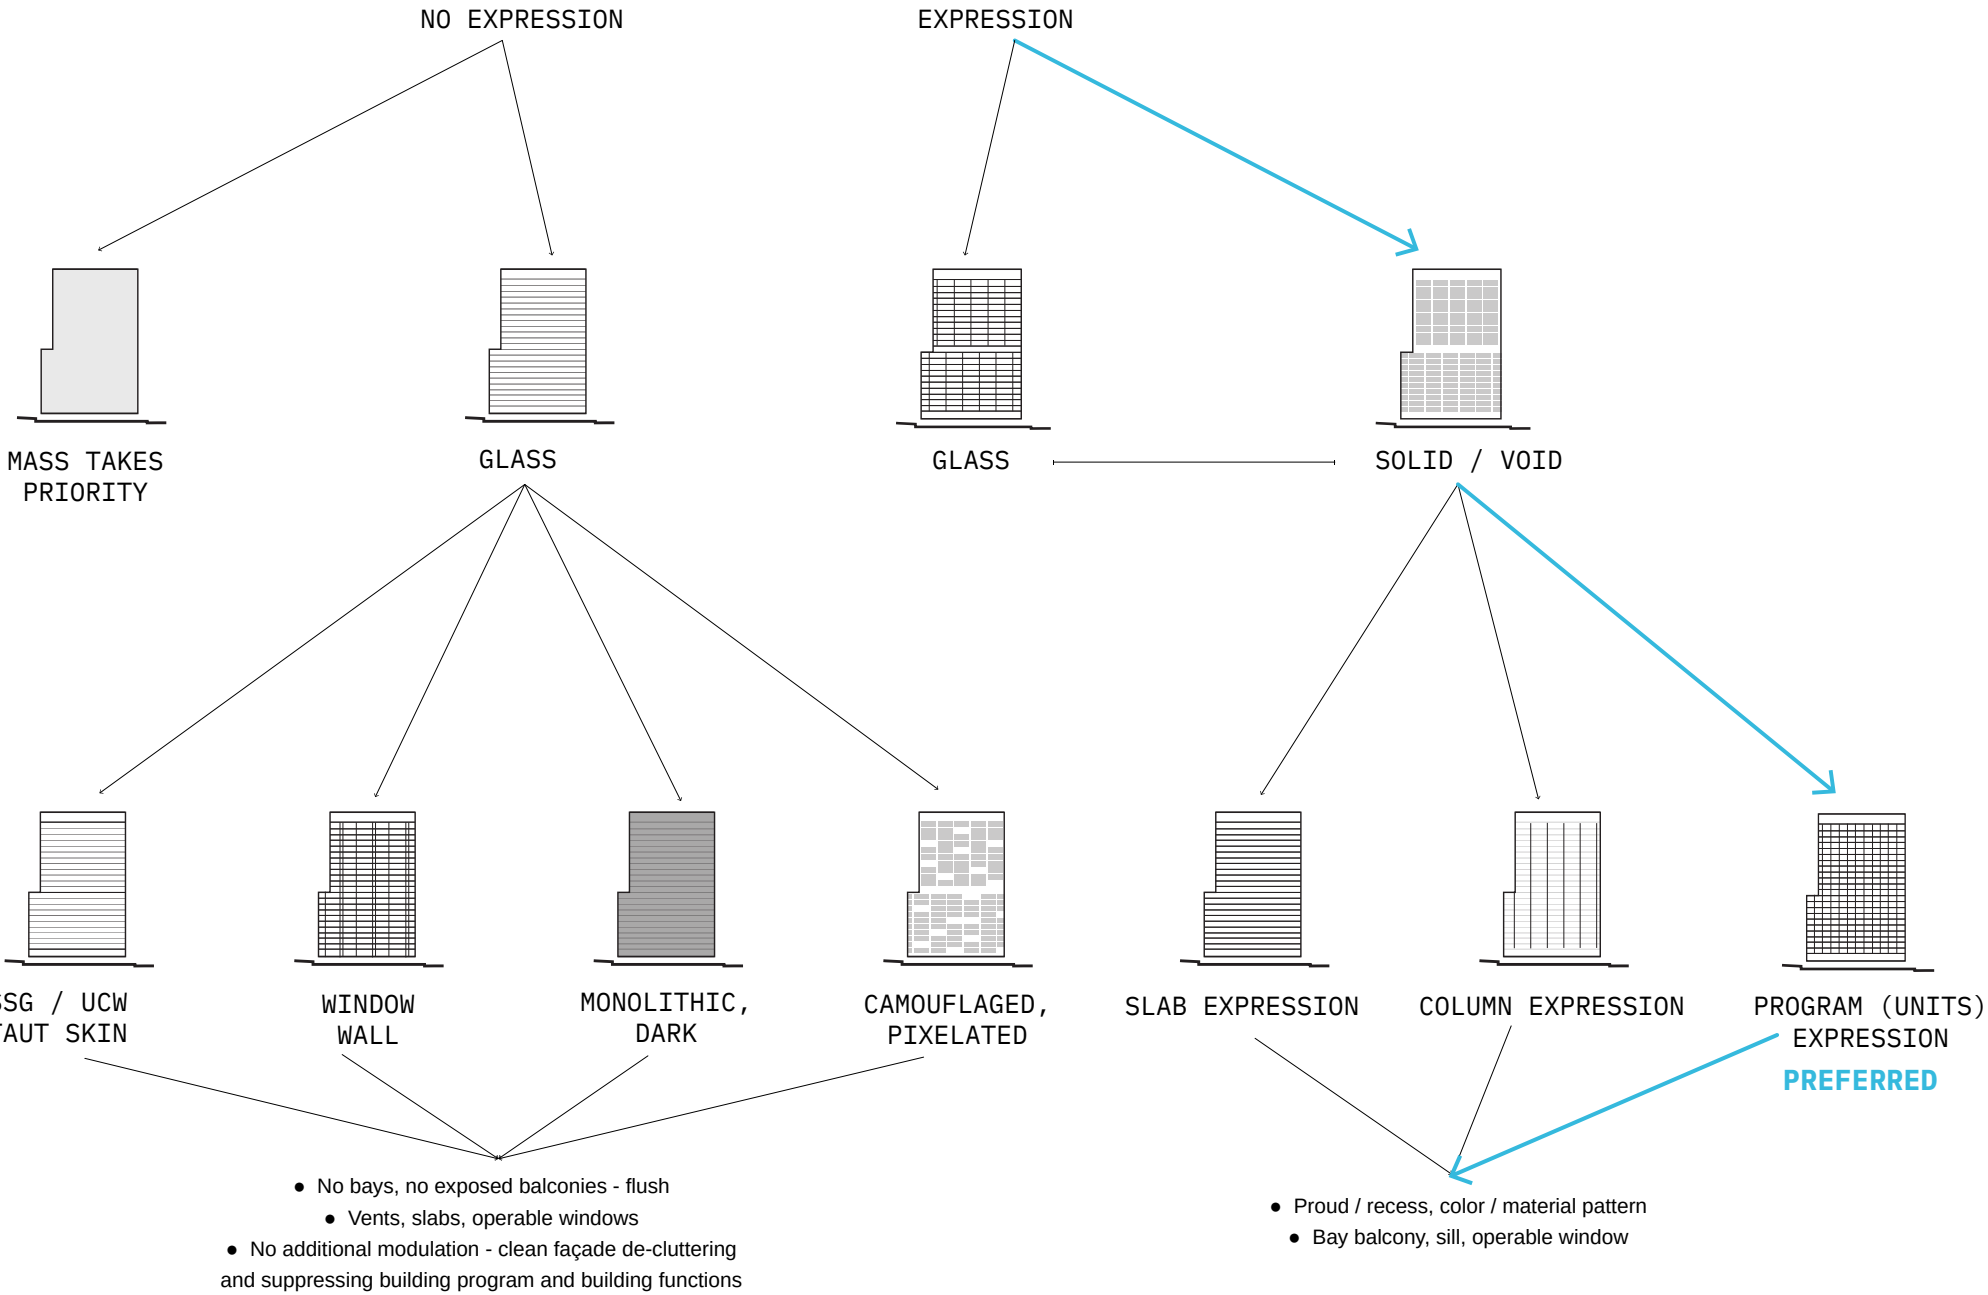 NO EXPRESSION
EXPRESSION
MASS TAKES
PRIORITY
GLASS
GLASS
SOLID / VOID
SSG / UCW
TAUT SKIN
WINDOW
WALL
MONOLITHIC,
DARK
CAMOUFLAGED,
PIXELATED
SLAB EXPRESSION
COLUMN EXPRESSION
PROGRAM (UNITS)
EXPRESSION
PREFERRED
● No bays, no exposed balconies - flush
● Vents, slabs, operable windows
● No additional modulation - clean façade de-cluttering
and suppressing building program and building functions
● Proud / recess, color / material pattern
● Bay balcony, sill, operable window